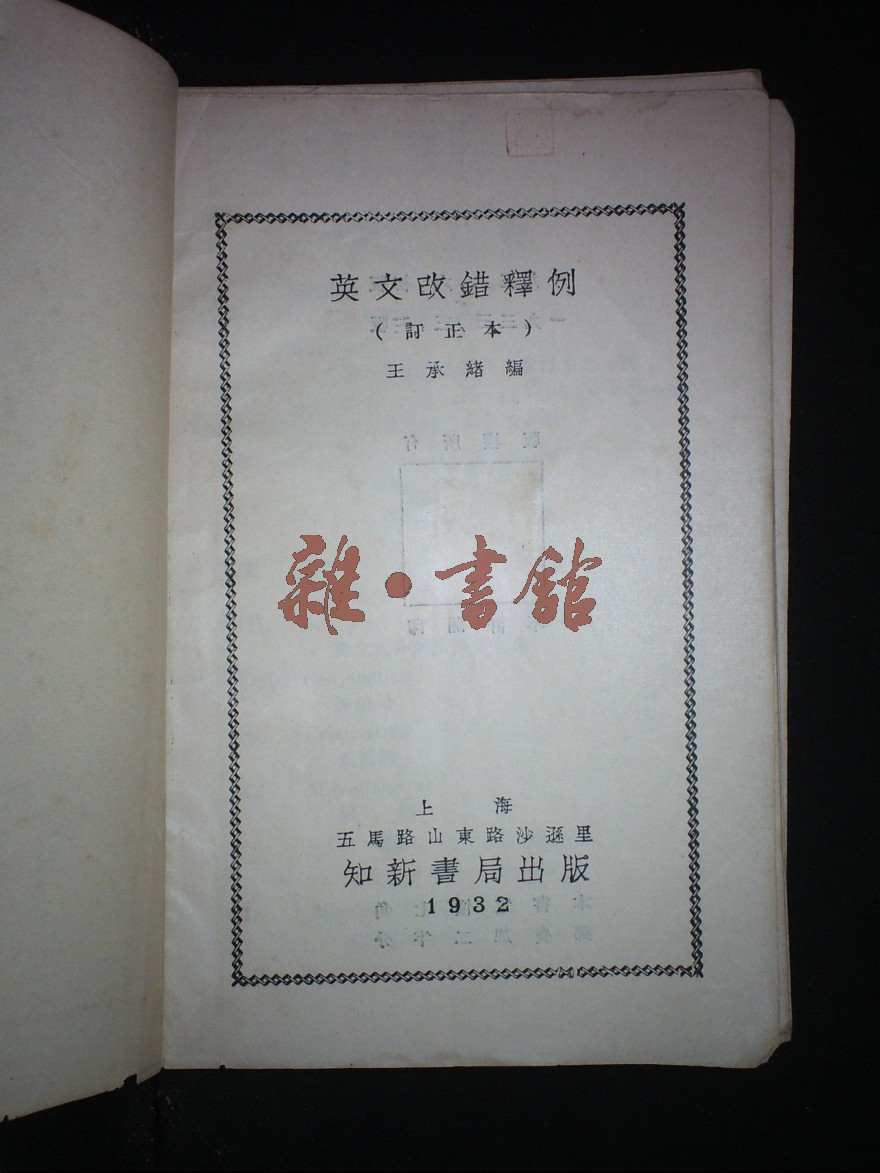 英文改錯釋例
（訂正本）
王承緒編
雜·書館
上海
五馬路山東路沙遜里
知新書局出版
1932